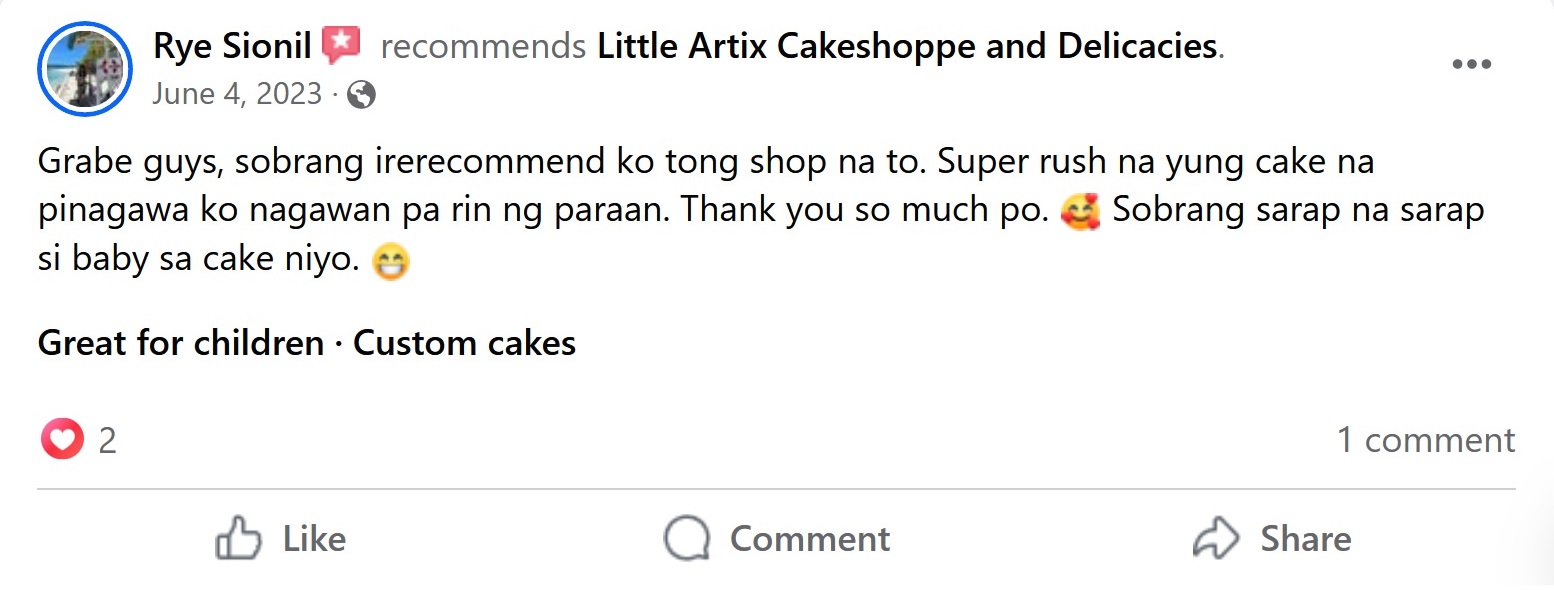 Rye Sionil recommends Little Artix Cakeshoppe and Delicacies.
June 4, 2023 ·
Grabe guys, sobrang irerecommend ko tong shop na to. Super rush na yung cake na
pinagawa ko nagawan pa rin ng paraan. Thank you so much po. 🥰 Sobrang sarap na sarap
si baby sa cake niyo. 😁
Great for children · Custom cakes
2
1 comment
Like
Comment
Share